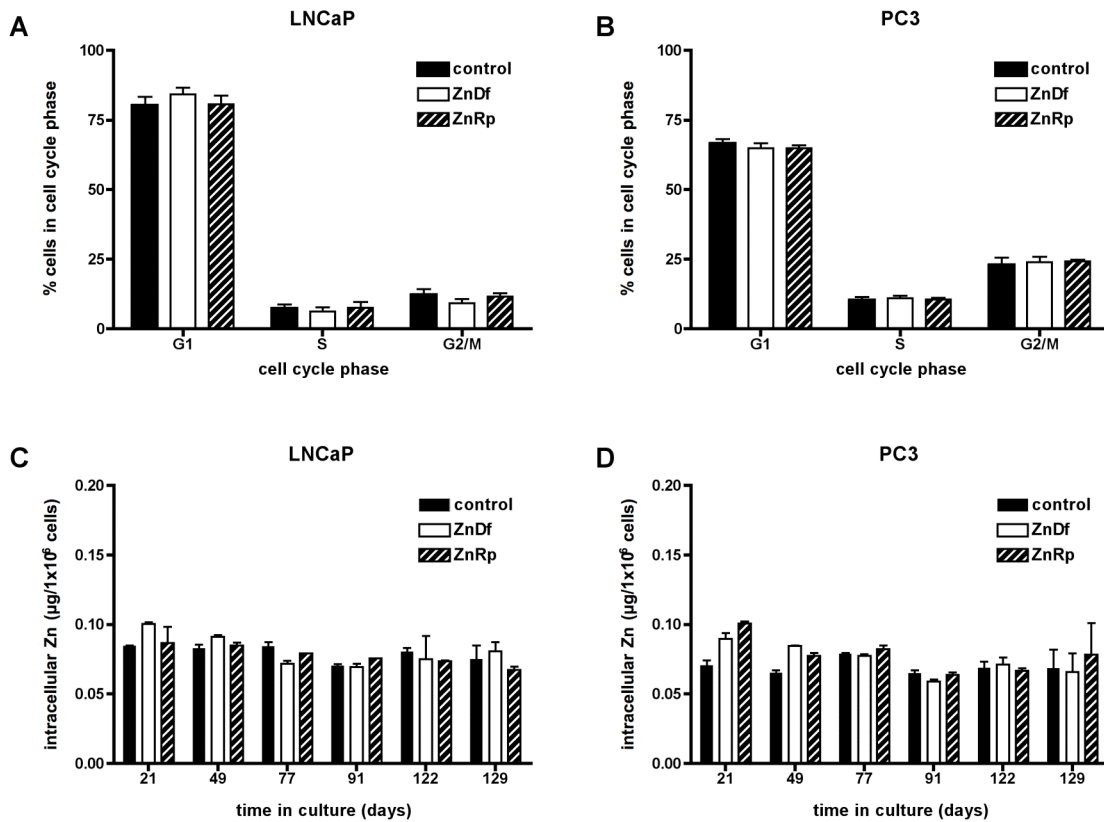 A
LNCaP
% cells in cell cycle phase
100
75
50
25
0
control
ZnDf
ZnRp
G1 S G2/M
cell cycle phase
B
PC3
% cells in cell cycle phase
100
75
50
25
0
control
ZnDf
ZnRp
G1 S G2/M
cell cycle phase
C
LNCaP
intracellular Zn (µg/1x10⁶ cells)
0.20
0.15
0.10
0.05
0.00
control
ZnDf
ZnRp
21 49 77 91 122 129
time in culture (days)
D
PC3
intracellular Zn (µg/1x10⁶ cells)
0.20
0.15
0.10
0.05
0.00
control
ZnDf
ZnRp
21 49 77 91 122 129
time in culture (days)